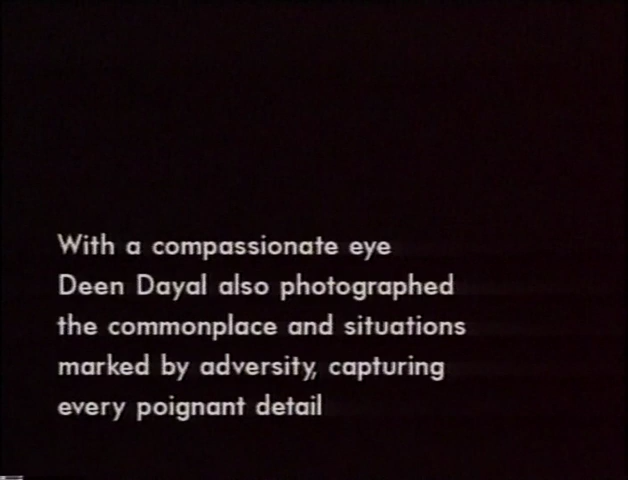 With a compassionate eye
Deen Dayal also photographed
the commonplace and situations
marked by adversity, capturing
every poignant detail